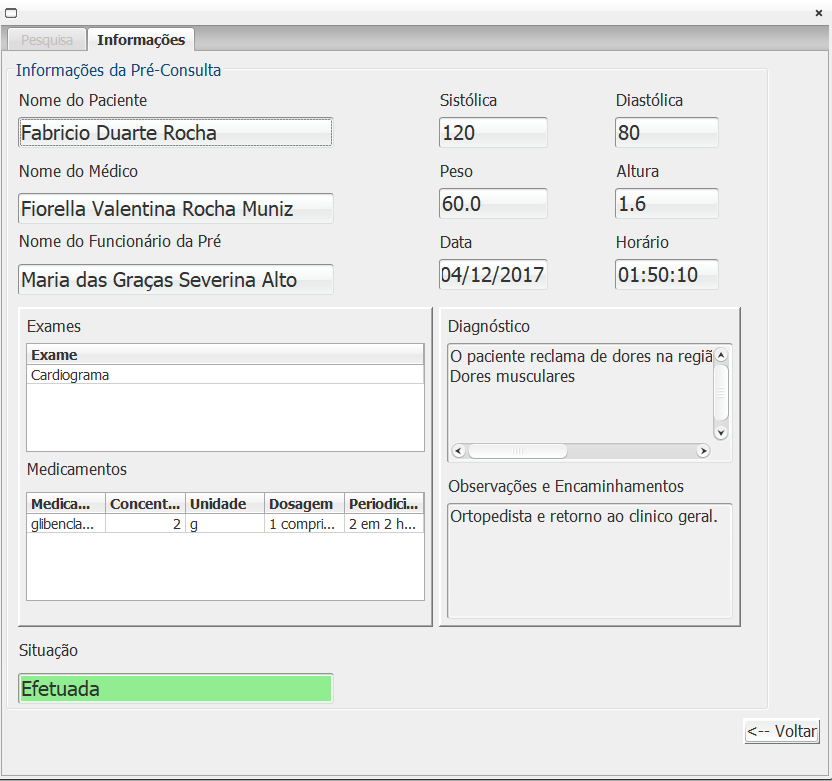 Pesquisa
Informações
Informações da Pré-Consulta
Nome do Paciente
Fabricio Duarte Rocha
Sistólica
120
Diastólica
80
Nome do Médico
Fiorella Valentina Rocha Muniz
Peso
60.0
Altura
1.6
Nome do Funcionário da Pré
Maria das Graças Severina Alto
Data
04/12/2017
Horário
01:50:10
Exames
Exame
Cardiograma
Medicamentos
Medica... Concent... Unidade Dosagem Periodici...
glibencla... 2 g 1 compri... 2 em 2 h...
Diagnóstico
O paciente reclama de dores na regiã
Dores musculares
Observações e Encaminhamentos
Ortopedista e retorno ao clinico geral.
Situação
Efetuada
<-- Voltar